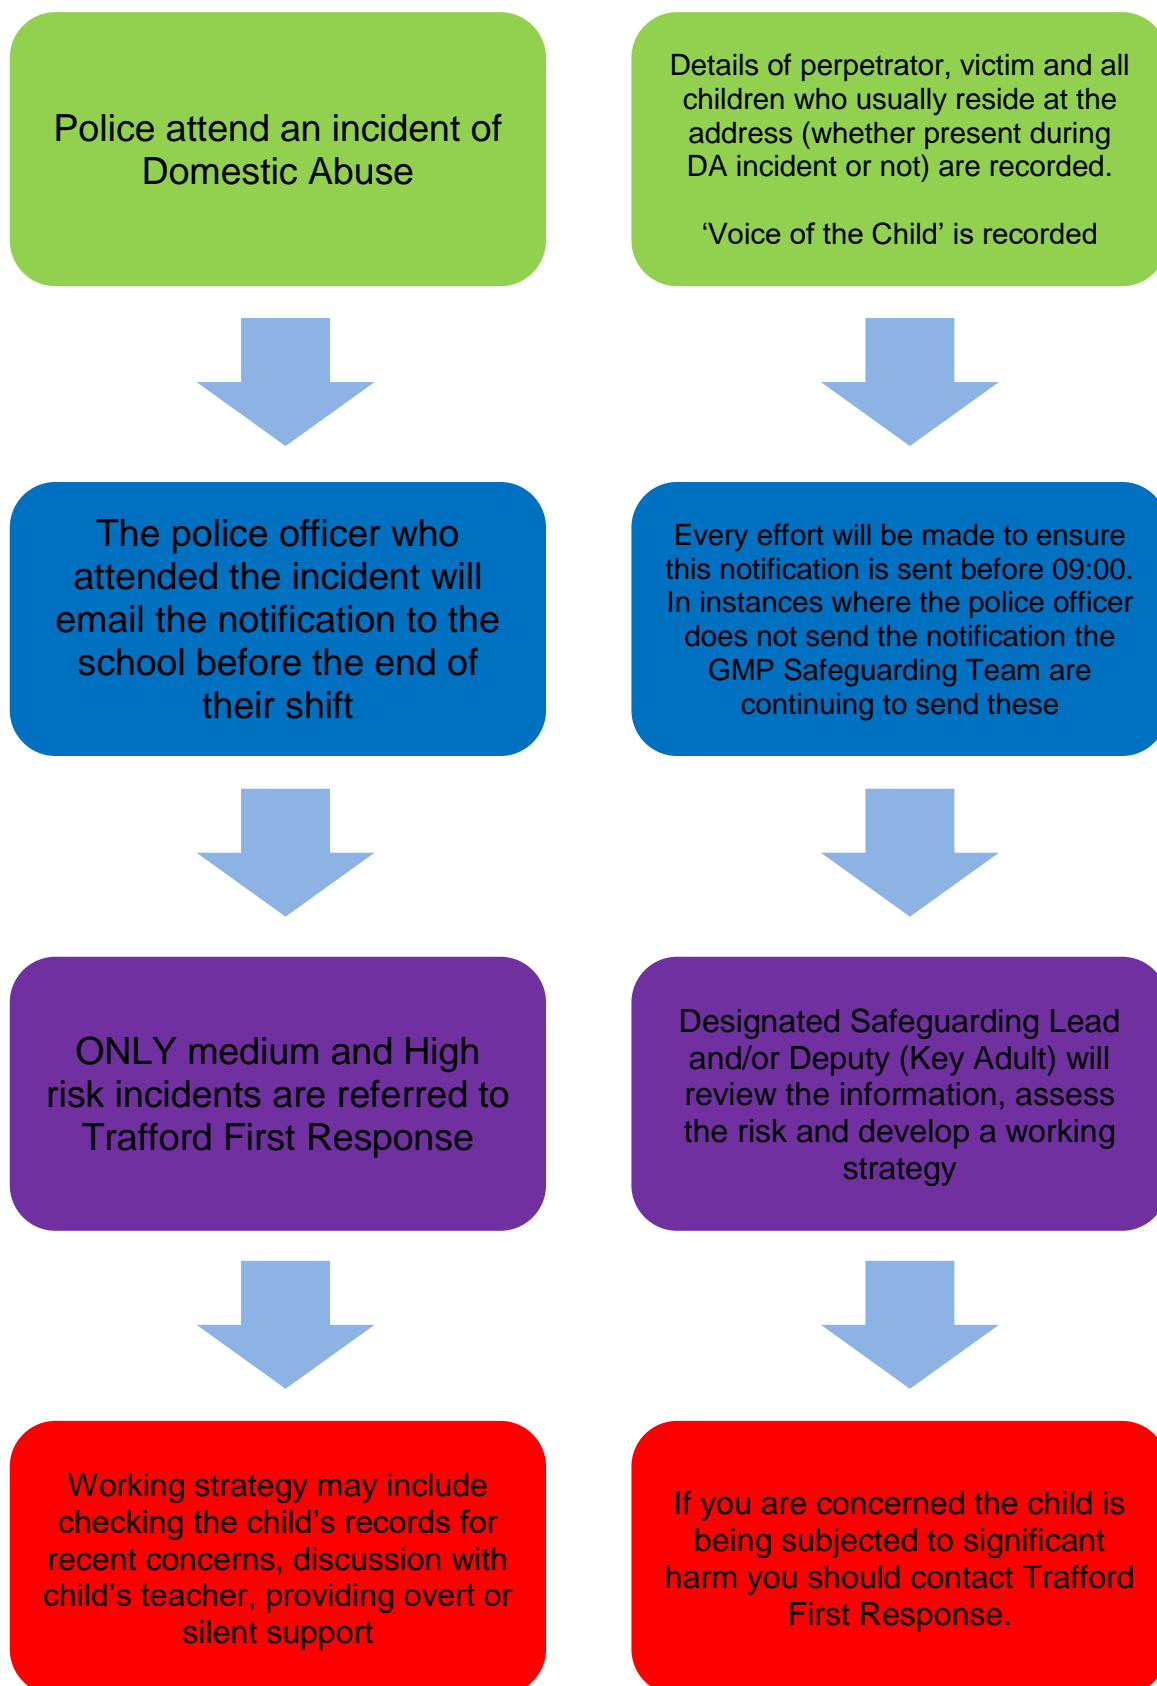 Police attend an incident of
Domestic Abuse
Details of perpetrator, victim and all
children who usually reside at the
address (whether present during
DA incident or not) are recorded.
‘Voice of the Child’ is recorded
The police officer who
attended the incident will
email the notification to the
school before the end of
their shift
Every effort will be made to ensure
this notification is sent before 09:00.
In instances where the police officer
does not send the notification the
GMP Safeguarding Team are
continuing to send these
ONLY medium and High
risk incidents are referred to
Trafford First Response
Designated Safeguarding Lead
and/or Deputy (Key Adult) will
review the information, assess
the risk and develop a working
strategy
Working strategy may include
checking the child’s records for
recent concerns, discussion with
child’s teacher, providing overt or
silent support
If you are concerned the child is
being subjected to significant
harm you should contact Trafford
First Response.